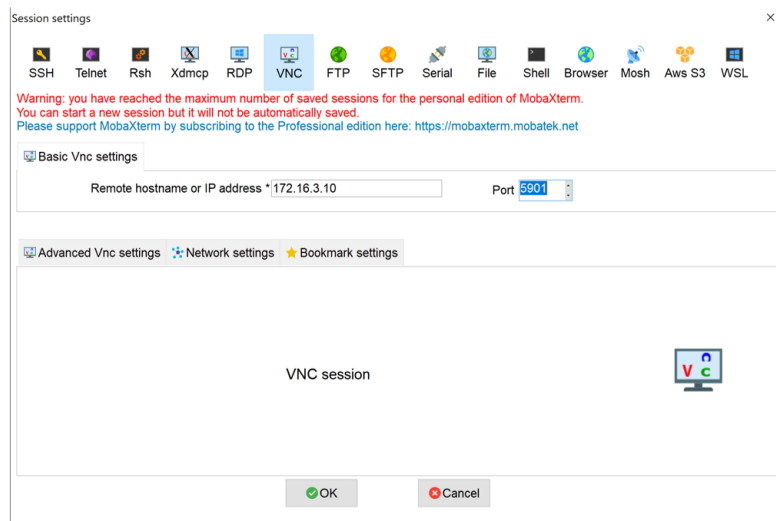 Session settings
SSH Telnet Rsh Xdmcp RDP VNC FTP SFTP Serial File Shell Browser Mosh Aws S3 WSL
Warning: you have reached the maximum number of saved sessions for the personal edition of MobaXterm.
You can start a new session but it will not be automatically saved.
Please support MobaXterm by subscribing to the Professional edition here: https://mobaxterm.mobatek.net
Basic Vnc settings
Remote hostname or IP address * 172.16.3.10 Port 5901
Advanced Vnc settings Network settings Bookmark settings
VNC session
OK Cancel